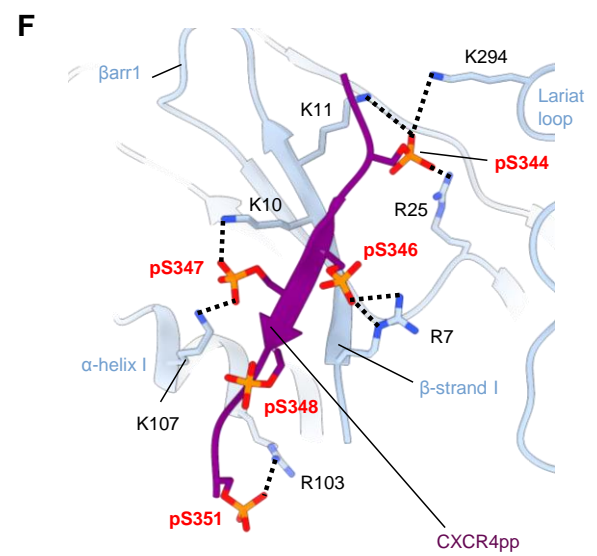 F
K294
βarr1
Lariat
loop
K11
pS344
K10
R25
pS346
pS347
R7
α-helix I
β-strand I
K107
pS348
R103
pS351
CXCR4pp